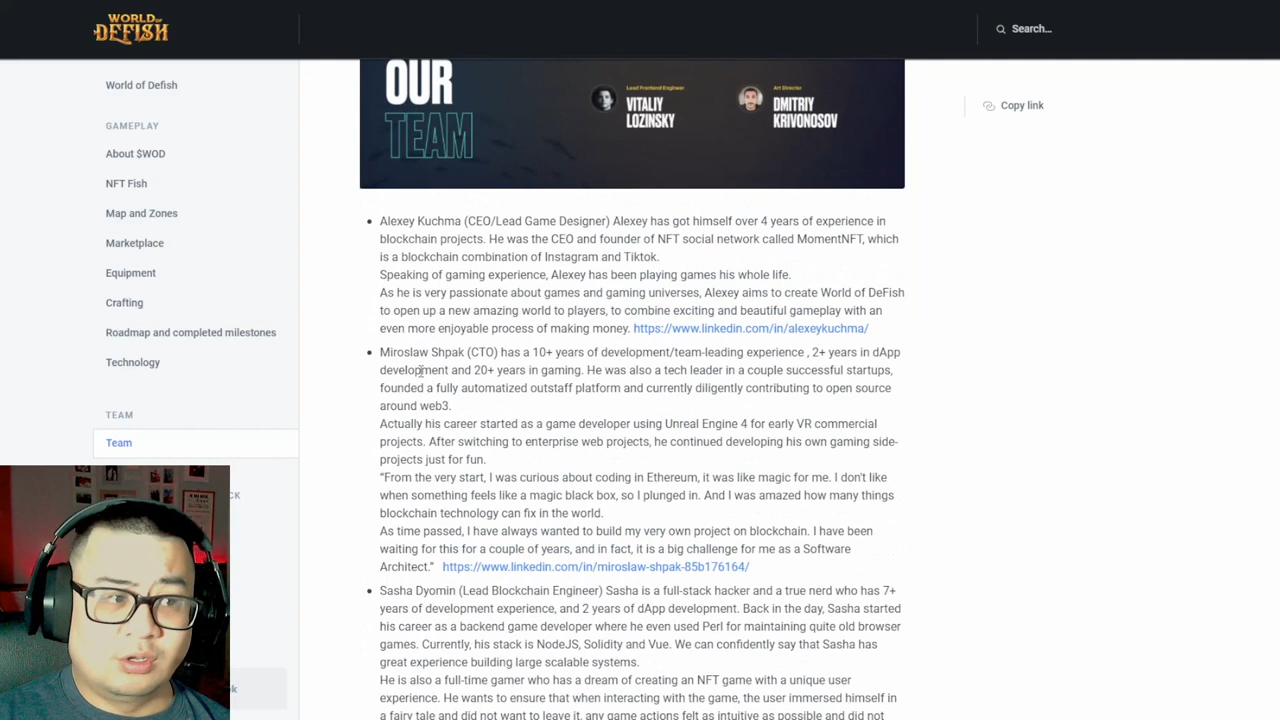 WORLD OF
DEFISH
Search...
World of Defish
GAMEPLAY
About $WOD
NFT Fish
Map and Zones
Marketplace
Equipment
Crafting
Roadmap and completed milestones
Technology
TEAM
Team
CK
k
OUR
TEAM
Lead Frontend Engineer
VITALIY
LOZINSKY
Art Director
DMITRIY
KRIVONOSOV
Copy link
Alexey Kuchma (CEO/Lead Game Designer) Alexey has got himself over 4 years of experience in
blockchain projects. He was the CEO and founder of NFT social network called MomentNFT, which
is a blockchain combination of Instagram and Tiktok.
Speaking of gaming experience, Alexey has been playing games his whole life.
As he is very passionate about games and gaming universes, Alexey aims to create World of DeFish
to open up a new amazing world to players, to combine exciting and beautiful gameplay with an
even more enjoyable process of making money. https://www.linkedin.com/in/alexeykuchma/
Miroslaw Shpak (CTO) has a 10+ years of development/team-leading experience , 2+ years in dApp
development and 20+ years in gaming. He was also a tech leader in a couple successful startups,
founded a fully automated outstaff platform and currently diligently contributing to open source
around web3.
Actually his career started as a game developer using Unreal Engine 4 for early VR commercial
projects. After switching to enterprise web projects, he continued developing his own gaming side-
projects just for fun.
“From the very start, I was curious about coding in Ethereum, it was like magic for me. I don't like
when something feels like a magic black box, so I plunged in. And I was amazed how many things
blockchain technology can fix in the world.
As time passed, I have always wanted to build my very own project on blockchain. I have been
waiting for this for a couple of years, and in fact, it is a big challenge for me as a Software
Architect.” https://www.linkedin.com/in/miroslaw-shpak-85b176164/
Sasha Dyomin (Lead Blockchain Engineer) Sasha is a full-stack hacker and a true nerd who has 7+
years of development experience, and 2 years of dApp development. Back in the day, Sasha started
his career as a backend game developer where he even used Perl for maintaining quite old browser
games. Currently, his stack is NodeJS, Solidity and Vue. We can confidently say that Sasha has
great experience building large scalable systems.
He is also a full-time gamer who has a dream of creating an NFT game with a unique user
experience. He wants to ensure that when interacting with the game, the user immersed himself in
a fairy tale and did not want to leave it, any game actions felt as intuitive as possible and did not